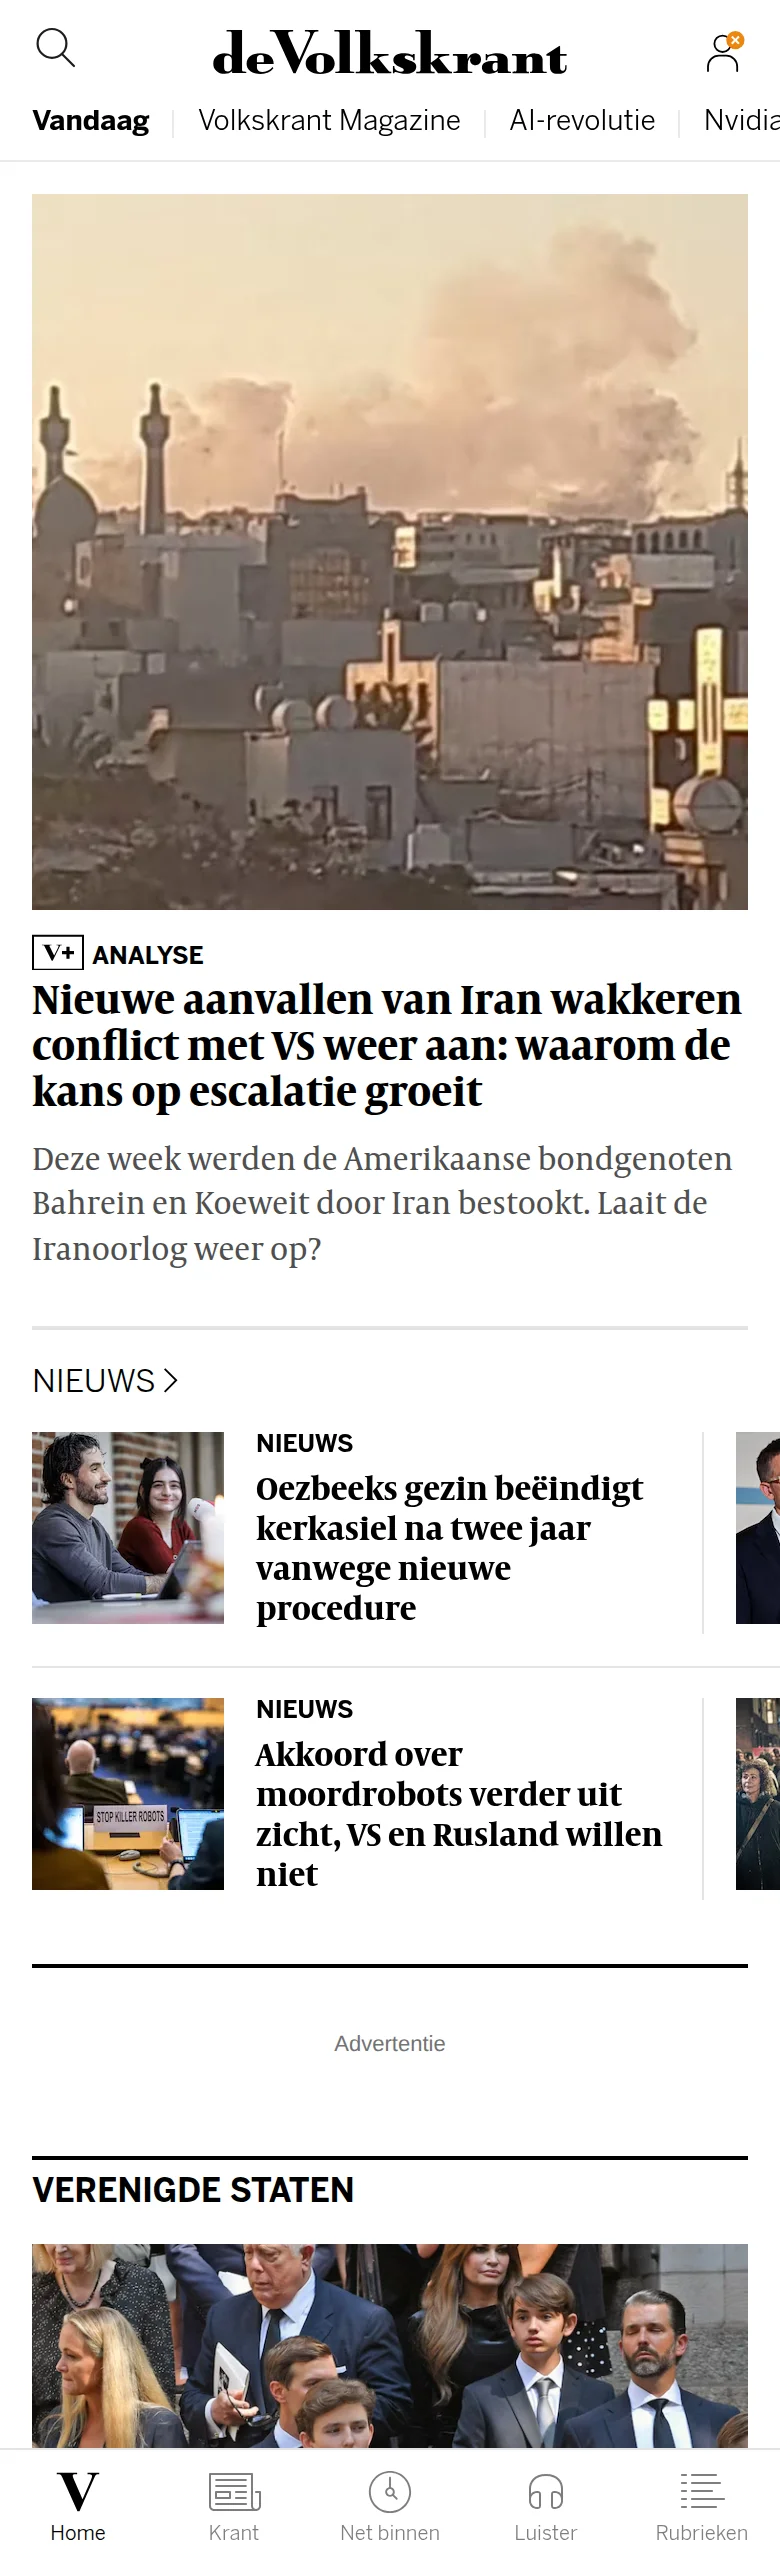 deVolkskrant
Vandaag
Volkskrant Magazine
AI-revolutie
V+ ANALYSE
Nieuwe aanvallen van Iran wakkeren
conflict met VS weer aan: waarom de
kans op escalatie groeit
Deze week werden de Amerikaanse bondgenoten
Bahrein en Koeweit door Iran bestookt. Laait de
Iranoorlog weer op?
NIEUWS
NIEUWS
Oezbeeks gezin beëindigt
kerkasiel na twee jaar
vanwege nieuwe
procedure
STOP KILLER ROBOTS
NIEUWS
Akkoord over
moordrobots verder uit
zicht, VS en Rusland willen
niet
Advertentie
VERENIGDE STATEN
V
Home
Krant
Net binnen
Luister
Rubrieken